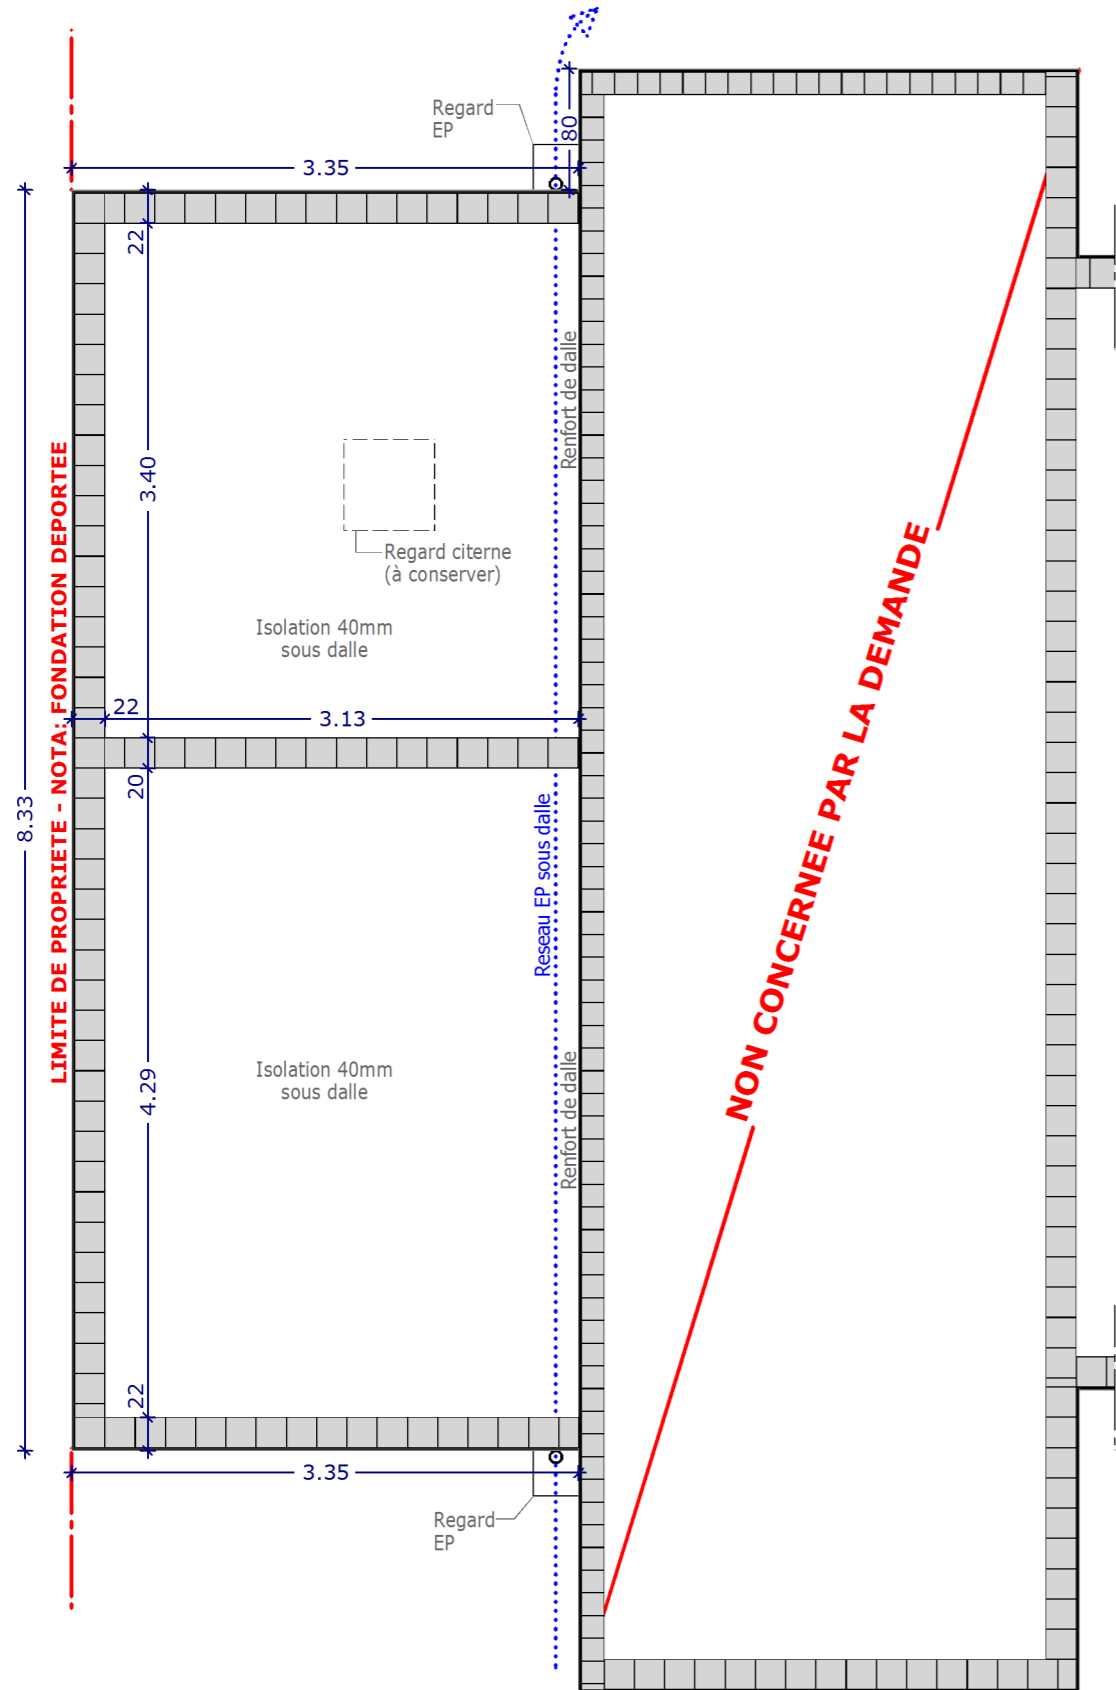 Regard
EP
80
3.35
22
Renfort de dalle
3.40
Regard citerne
(à conserver)
Isolation 40mm
sous dalle
LIMITE DE PROPRIETE - NOTA: FONDATION DEPORTEE
22
3.13
20
8.33
Reseau EP sous dalle
NON CONCERNEE PAR LA DEMANDE
Isolation 40mm
sous dalle
4.29
Renfort de dalle
22
3.35
Regard
EP